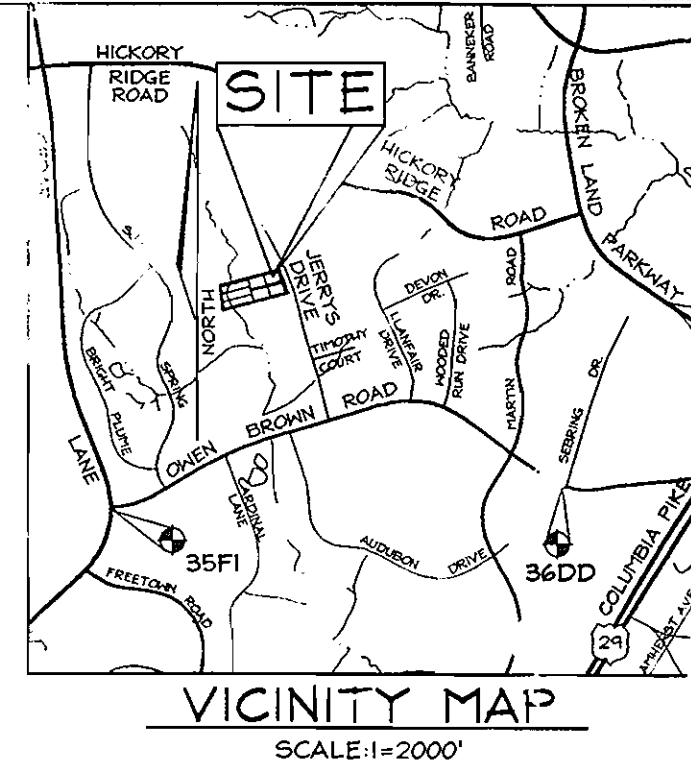 HICKORY
RIDGE
ROAD
SITE
BANNEKER
ROAD
BROKEN LAND
PARKWAY
HICKORY
RIDGE
ROAD
JERRYS
DRIVE
NORTH
DEVON
DR.
LLANFAIR
DRIVE
WOODED
RUN DRIVE
TIMOTHY
COURT
MARTIN
ROAD
SEBRING
DR.
BRIGHT
PLUME
SPRING
LANE
OWEN
BROWN
ROAD
CARDINAL
LANE
AUDUBON
DRIVE
35F1
36DD
FREETOWN
ROAD
COLUMBIA PIKE
29
AMHERST AVE
VICINITY MAP
SCALE:1=2000'